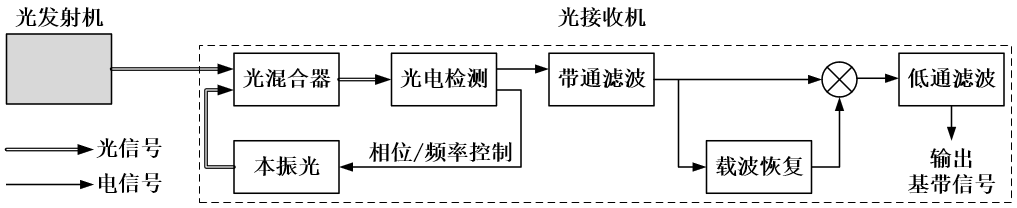 光发射机
光接收机
光混合器
光电检测
带通滤波
低通滤波
光信号
本振光
相位/频率控制
载波恢复
输出
基带信号
电信号